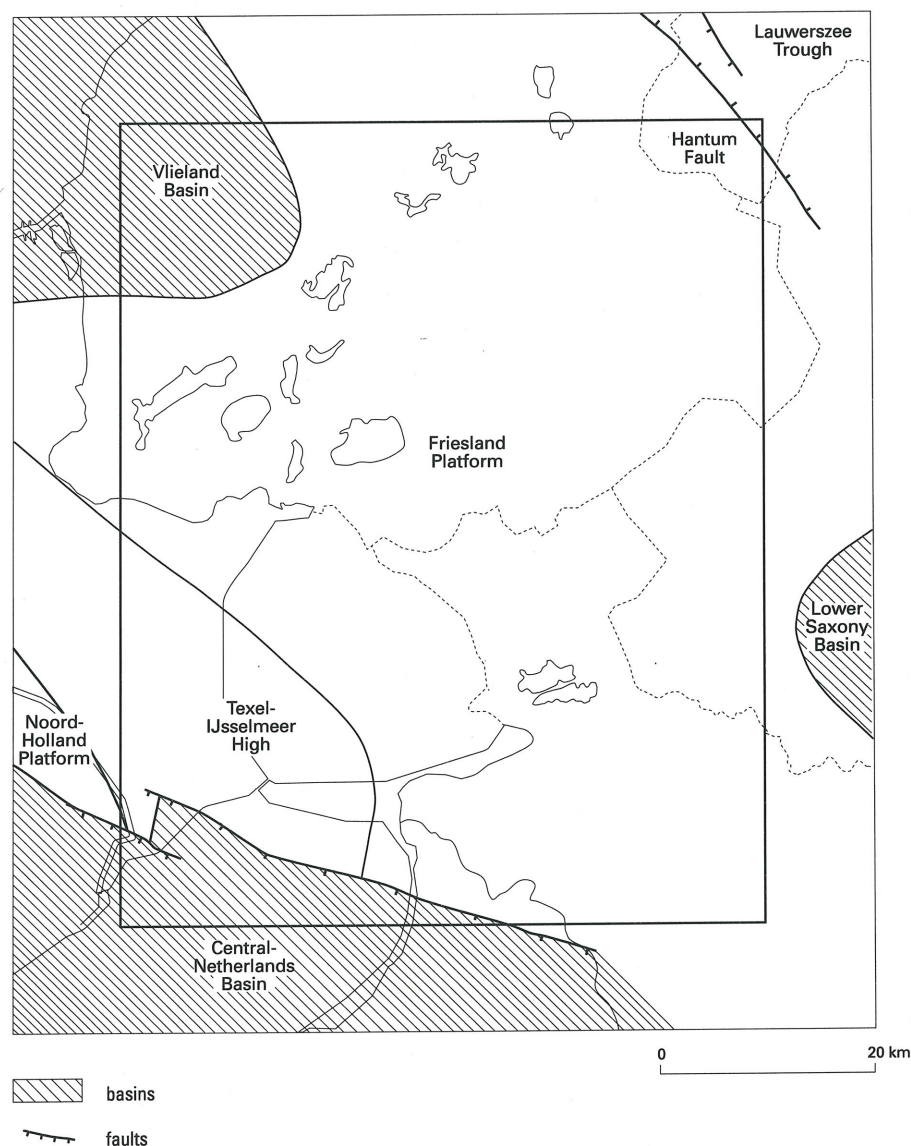 Lauwerszee
Trough
Hantum
Fault
Vlieland
Basin
Friesland
Platform
Lower
Saxony
Basin
Texel-
IJsselmeer
High
Noord-
Holland
Platform
Central-
Netherlands
Basin
0
20 km
basins
faults